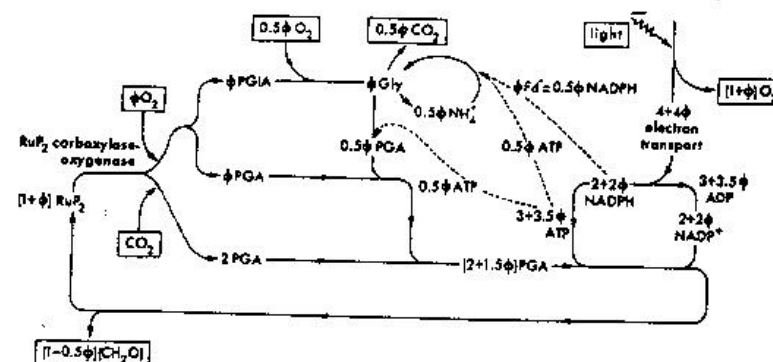 0.5ϕ O₂
0.5ϕ CO₂
light
ϕ PGlA
ϕ Gly
ϕFd≡0.5ϕ NADPH
[1+ϕ] O₂
ϕO₂
0.5ϕ NH₄⁺
4+4ϕ
electron
transport
RuP₂ carboxylase-
oxygenase
0.5ϕ PGA
0.5ϕ ATP
[1+ϕ] RuP₂
ϕ PGA
0.5ϕ ATP
2+2ϕ
NADPH
3+3.5ϕ
ADP
3+3.5ϕ
ATP
2+2ϕ
NADP⁺
CO₂
2 PGA
[2+1.5ϕ] PGA
[1-0.5ϕ] [CH₂O]